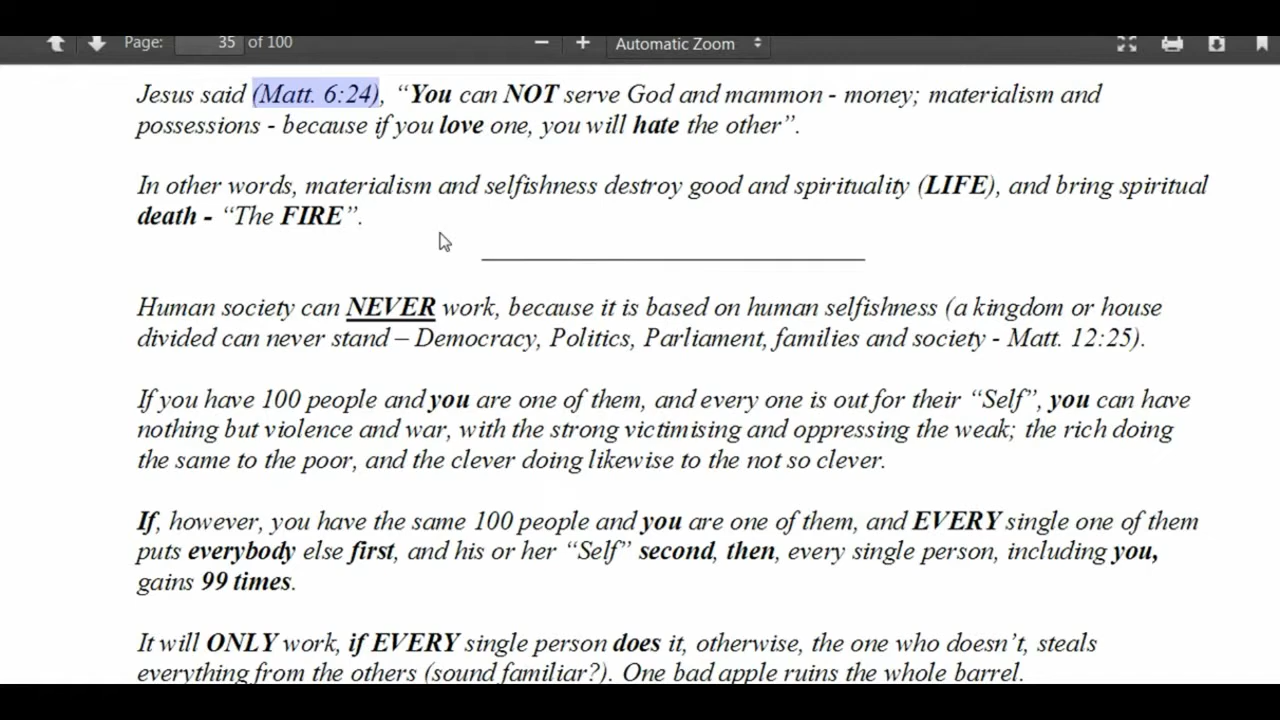 Page: 35 of 100 Automatic Zoom
Jesus said (Matt. 6:24), “You can NOT serve God and mammon - money; materialism and
possessions - because if you love one, you will hate the other”.
In other words, materialism and selfishness destroy good and spirituality (LIFE), and bring spiritual
death - “The FIRE”.
Human society can NEVER work, because it is based on human selfishness (a kingdom or house
divided can never stand – Democracy, Politics, Parliament, families and society - Matt. 12:25).
If you have 100 people and you are one of them, and every one is out for their “Self”, you can have
nothing but violence and war, with the strong victimising and oppressing the weak; the rich doing
the same to the poor, and the clever doing likewise to the not so clever.
If, however, you have the same 100 people and you are one of them, and EVERY single one of them
puts everybody else first, and his or her “Self” second, then, every single person, including you,
gains 99 times.
It will ONLY work, if EVERY single person does it, otherwise, the one who doesn’t, steals
everything from the others (sound familiar?). One bad apple ruins the whole barrel.